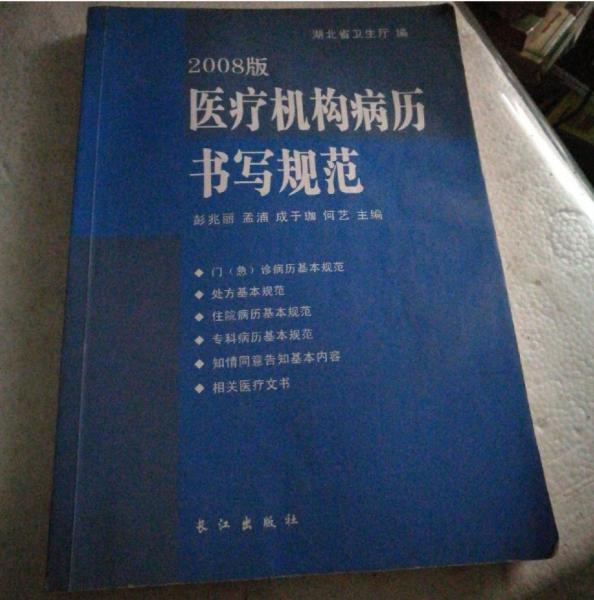 湖北省卫生厅 编
2008版
医疗机构病历
书写规范
彭兆丽 孟浦 成于珈 何艺 主编
◆ 门(急)诊病历基本规范
◆ 处方基本规范
◆ 住院病历基本规范
◆ 专科病历基本规范
◆ 知情同意告知基本内容
◆ 相关医疗文书
长江出版社